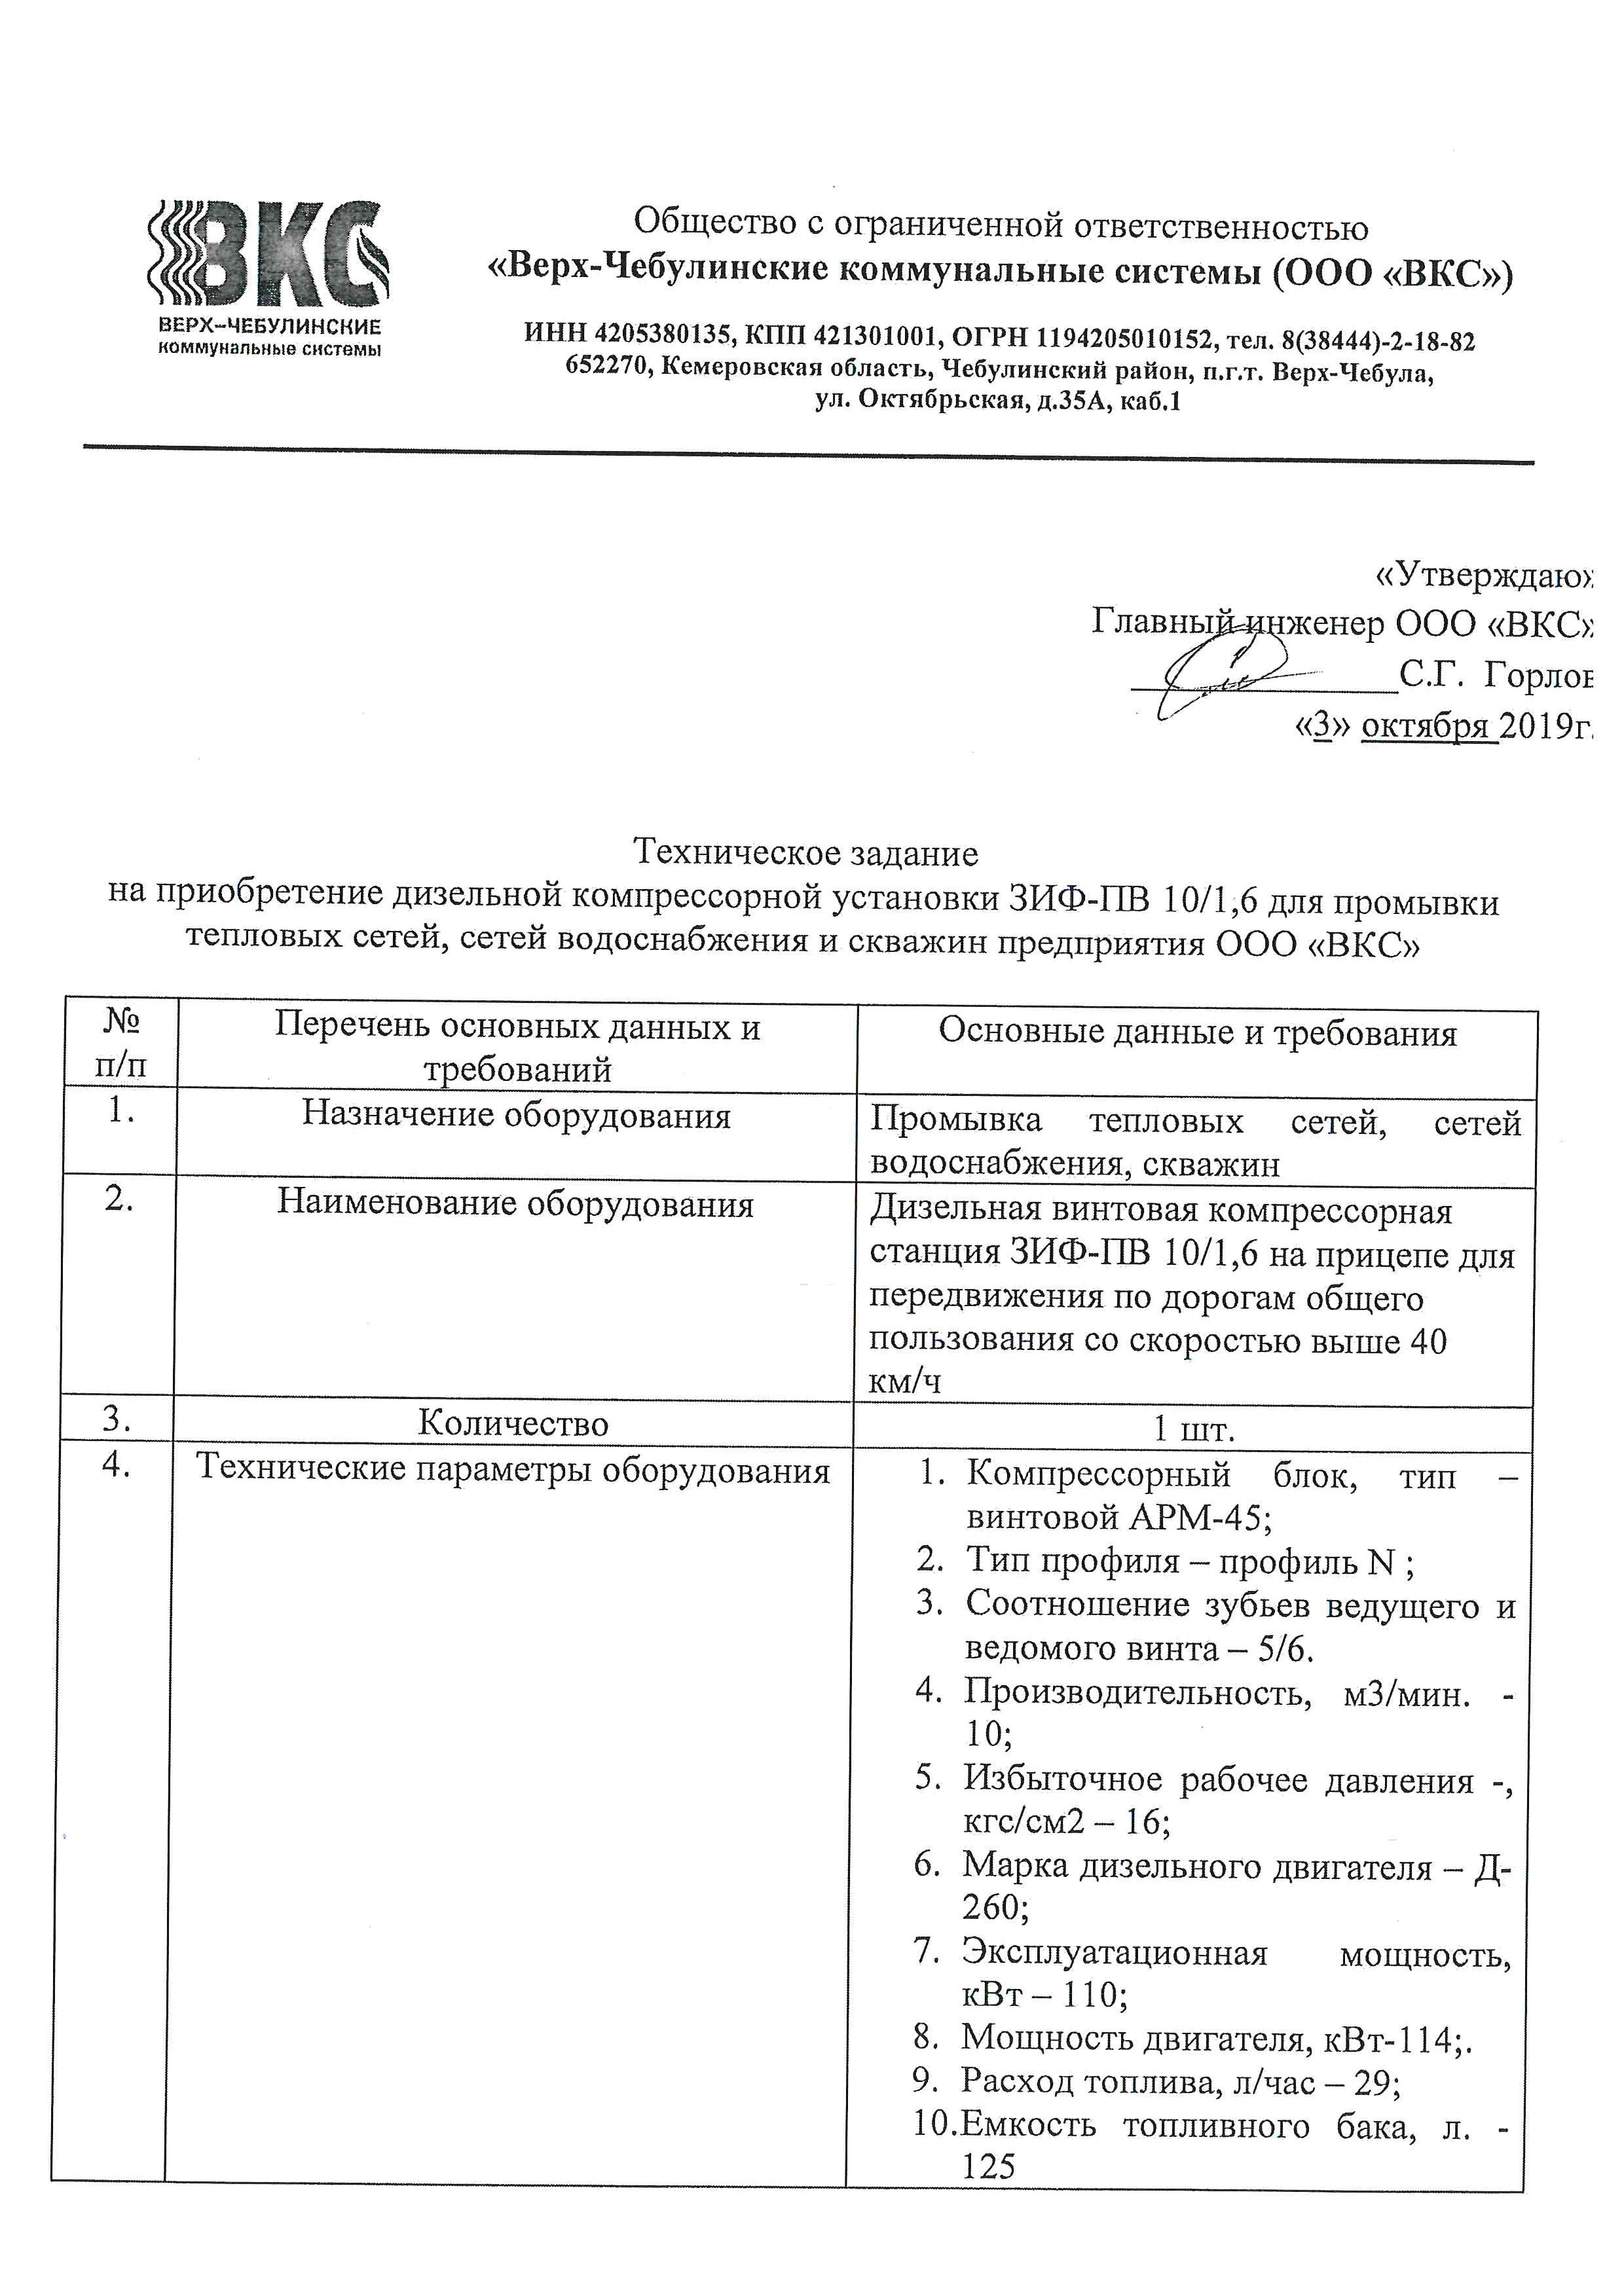 ВКС
ВЕРХ-ЧЕБУЛИНСКИЕ
коммунальные системы
Общество с ограниченной ответственностью
«Верх-Чебулинские коммунальные системы (ООО «ВКС»)
ИНН 4205380135, КПП 421301001, ОГРН 1194205010152, тел. 8(38444)-2-18-82
652270, Кемеровская область, Чебулинский район, п.г.т. Верх-Чебула,
ул. Октябрьская, д.35А, каб.1
«Утверждаю»
Главный инженер ООО «ВКС»
С.Г. Горлов
«3» октября 2019г.
Техническое задание
на приобретение дизельной компрессорной установки ЗИФ-ПВ 10/1,6 для промывки
тепловых сетей, сетей водоснабжения и скважин предприятия ООО «ВКС»
№
п/п
Перечень основных данных и
требований
Основные данные и требования
1.
Назначение оборудования
Промывка тепловых сетей, сетей
водоснабжения, скважин
2.
Наименование оборудования
Дизельная винтовая компрессорная
станция ЗИФ-ПВ 10/1,6 на прицепе для
передвижения по дорогам общего
пользования со скоростью выше 40
км/ч
3.
Количество
1 шт.
4.
Технические параметры оборудования
1. Компрессорный блок, тип –
винтовой АРМ-45;
2. Тип профиля – профиль N ;
3. Соотношение зубьев ведущего и
ведомого винта – 5/6.
4. Производительность, м3/мин. -
10;
5. Избыточное рабочее давления -,
кгс/см2 – 16;
6. Марка дизельного двигателя – Д-
260;
7. Эксплуатационная мощность,
кВт – 110;
8. Мощность двигателя, кВт-114;.
9. Расход топлива, л/час – 29;
10.Емкость топливного бака, л. -
125